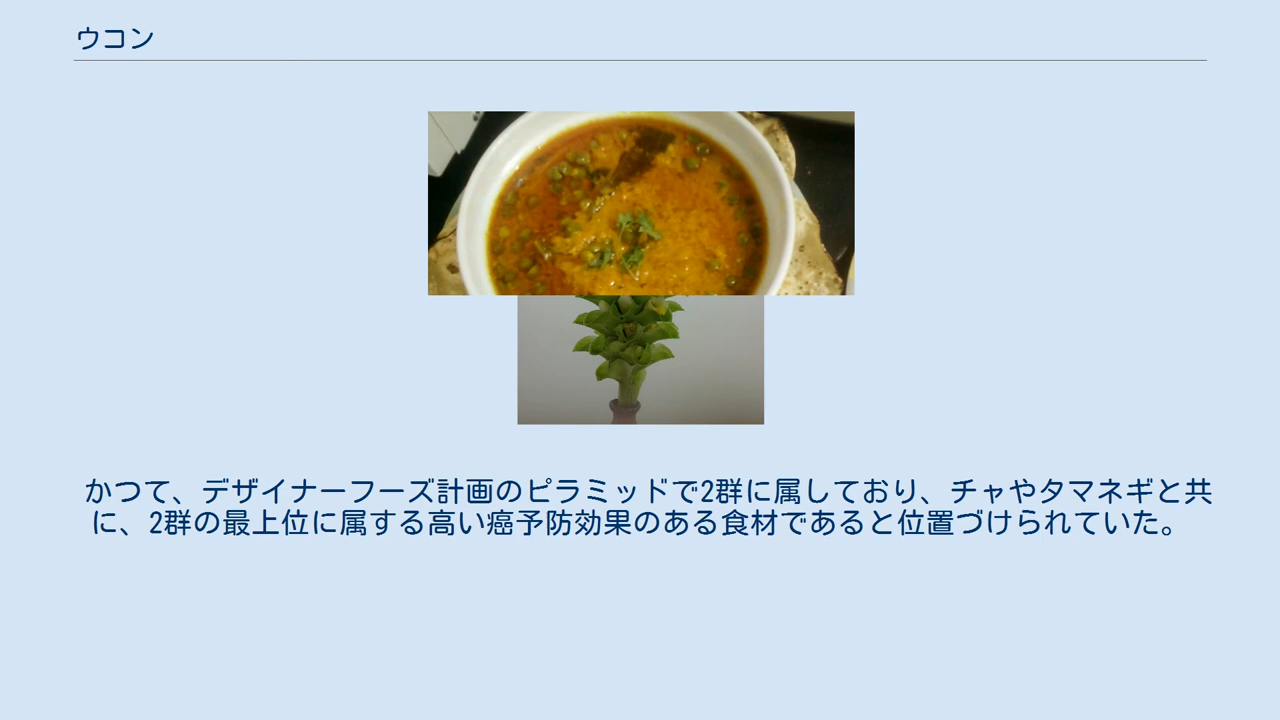 ウコン
かつて、デザイナーフーズ計画のピラミッドで2群に属しており、チャやタマネギと共
に、2群の最上位に属する高い癌予防効果のある食材であると位置づけられていた。